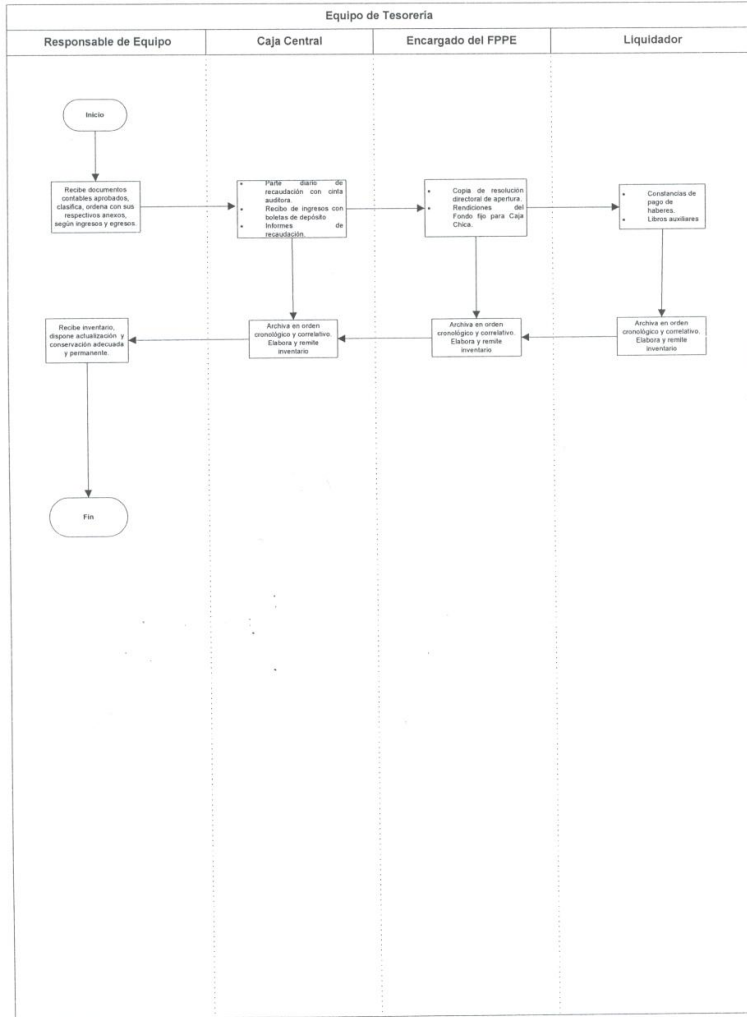 Equipo de Tesorería
Responsable de Equipo
Caja Central
Encargado del FPPE
Liquidador
Inicio
Recibe documentos
contables aprobados,
clasifica, ordena con sus
respectivos anexos,
según ingresos y egresos.
• Parte diario de
recaudación con cinta
auditora.
• Recibo de ingresos con
boletas de depósito
• Informes de
recaudación.
• Copia de resolución
directoral de apertura.
• Rendiciones del
Fondo fijo para Caja
Chica.
• Constancias de
pago de
haberes.
• Libros auxiliares
Recibe inventario,
dispone actualización y
conservación adecuada
y permanente.
Archiva en orden
cronológico y correlativo.
Elabora y remite
inventario
Archiva en orden
cronológico y correlativo.
Elabora y remite
inventario
Archiva en orden
cronológico y correlativo.
Elabora y remite
inventario
Fin